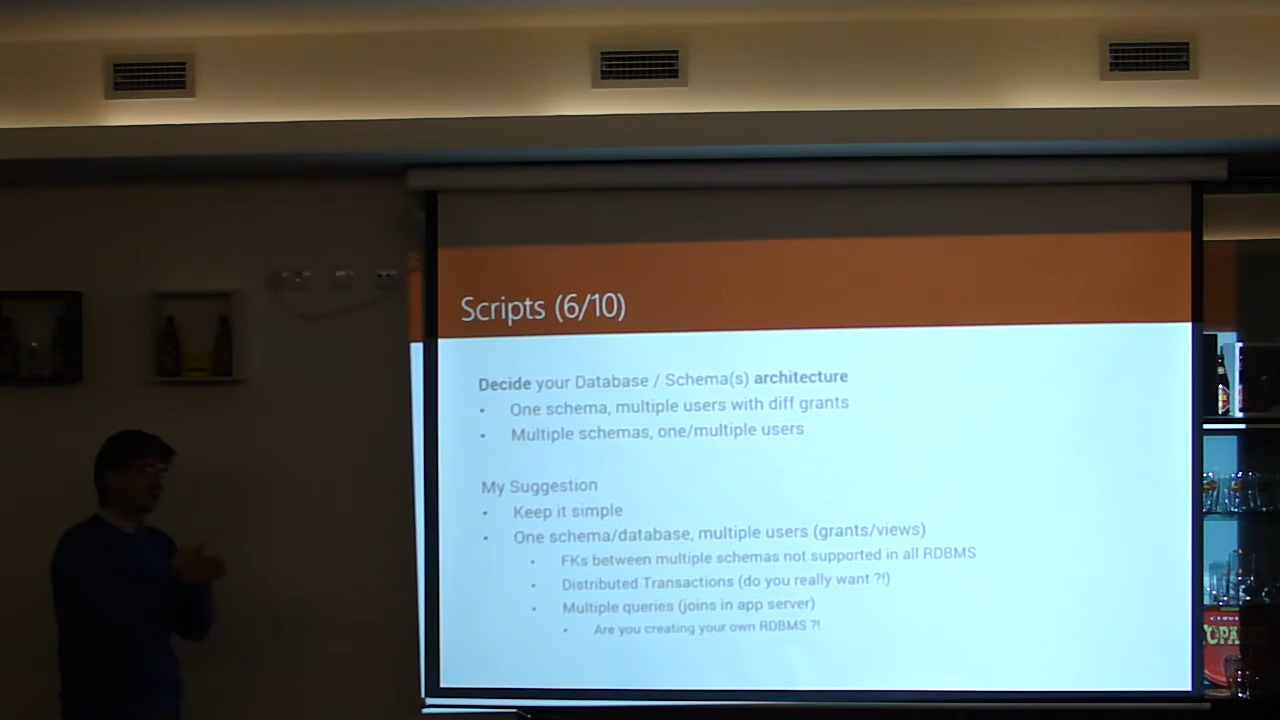 Scripts (6/10)
Decide your Database / Schema(s) architecture
• One schema, multiple users with diff grants
• Multiple schemas, one/multiple users
My Suggestion
• Keep it simple
• One schema/database, multiple users (grants/views)
• FKs between multiple schemas not supported in all RDBMS
• Distributed Transactions (do you really want ?!)
• Multiple queries (joins in app server)
• Are you creating your own RDBMS ?!